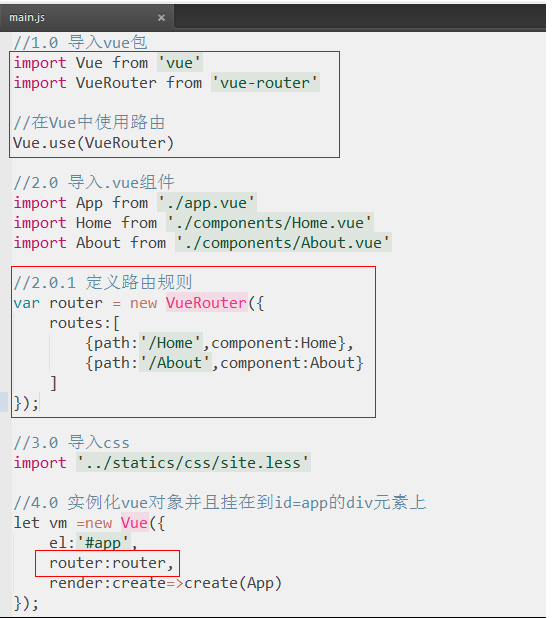 main.js ×
//1.0 导入vue包
import Vue from 'vue'
import VueRouter from 'vue-router'
//在Vue中使用路由
Vue.use(VueRouter)
//2.0 导入.vue组件
import App from './app.vue'
import Home from './components/Home.vue'
import About from './components/About.vue'
//2.0.1 定义路由规则
var router = new VueRouter({
    routes:[
        {path:'/Home',component:Home},
        {path:'/About',component:About}
    ]
});
//3.0 导入css
import '../statics/css/site.less'
//4.0 实例化vue对象并且挂在到id=app的div元素上
let vm =new Vue({
    el:'#app',
    router:router,
    render:create=>create(App)
});